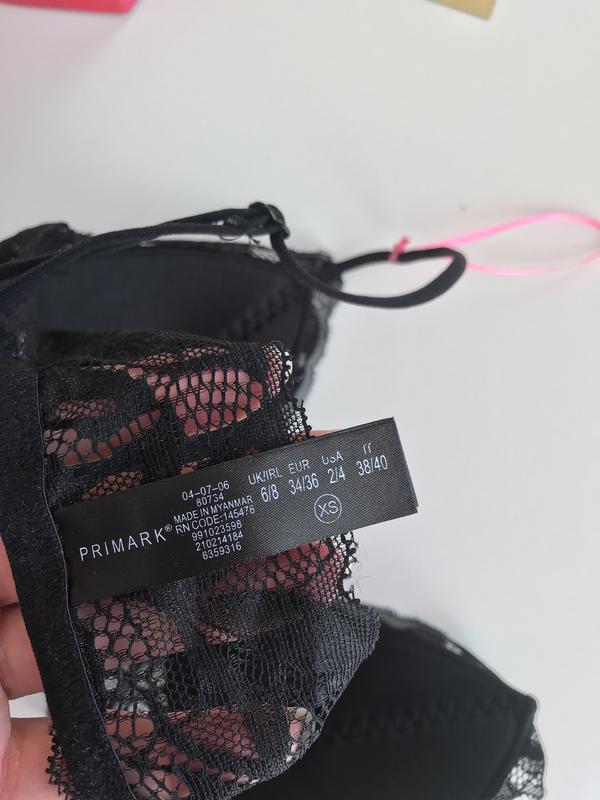 PRIMARK®
04-07-06
80734
MADE IN MYANMAR
RN CODE:145476
991023598
210214184
6359316
UK/IRL EUR USA IT
6/8 34/36 2/4 38/40
XS